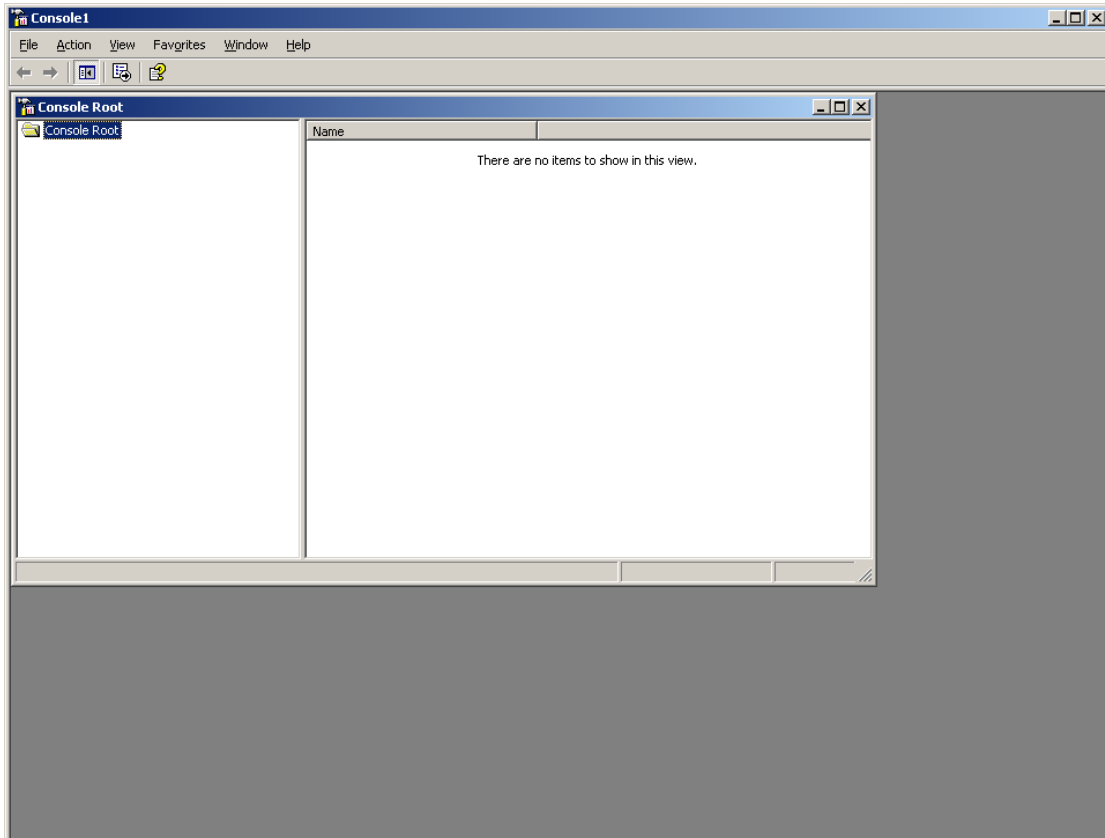 Console1
File Action View Favorites Window Help
Console Root
Console Root
Name
There are no items to show in this view.